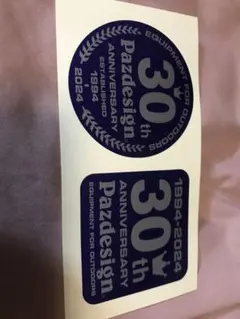 EQUIPMENT FOR OUTDOORS
30th
ANNIVERSARY
Pazdesign
ESTABLISHED
1994
2024
1994-2024
30th
ANNIVERSARY
Pazdesign
EQUIPMENT FOR OUTDOORS